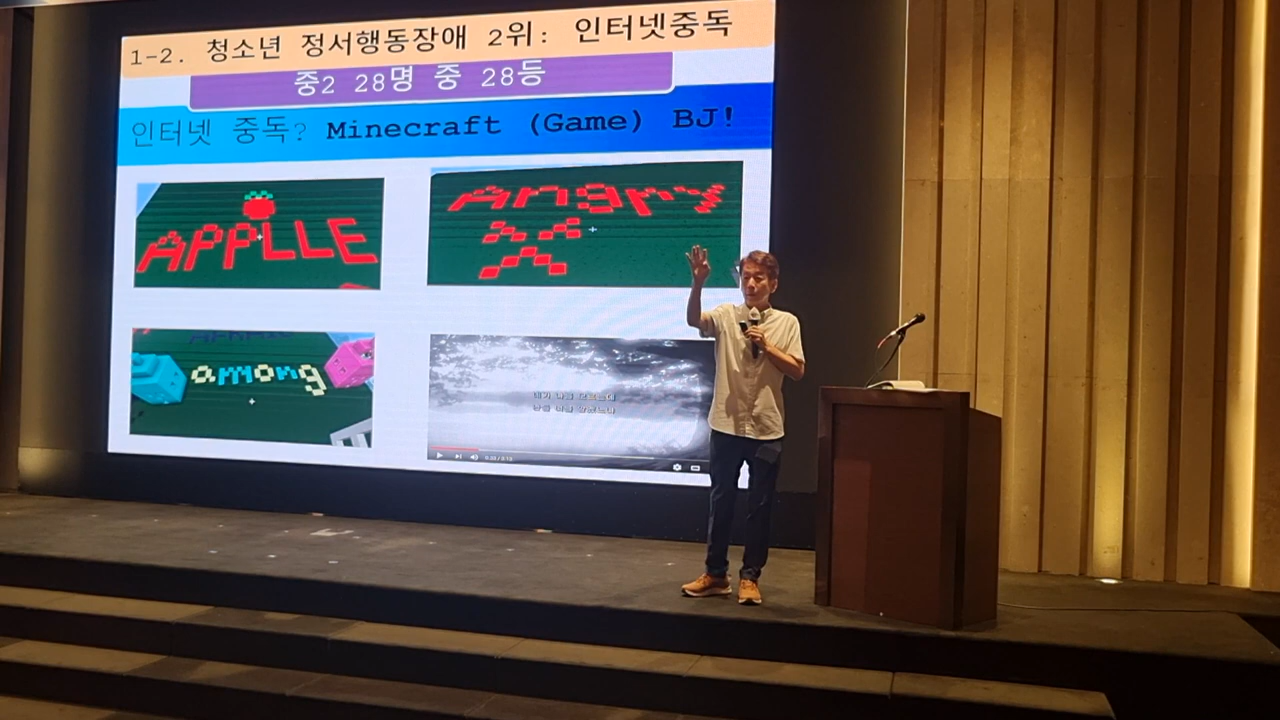 1-2. 청소년 정서행동장애 2위: 인터넷중독
중2 28명 중 28등
인터넷 중독? Minecraft (Game) BJ!
APPLLE
Angry
X
among